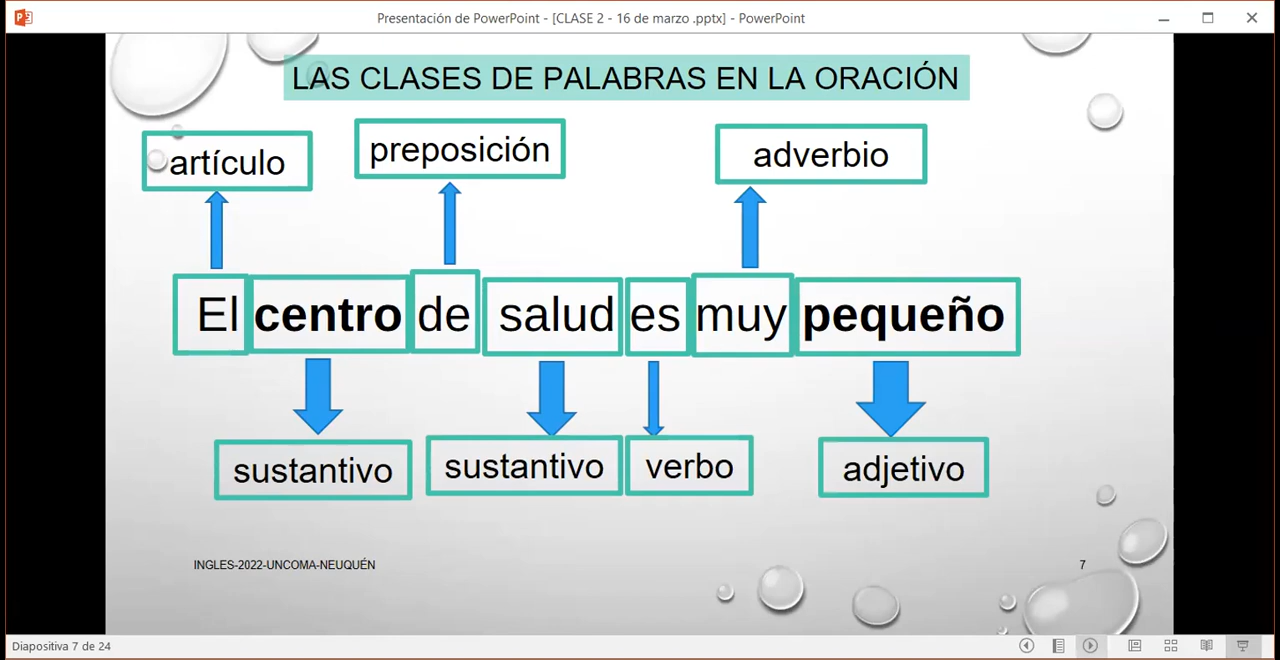 Presentación de PowerPoint - [CLASE 2 - 16 de marzo .pptx] - PowerPoint
LAS CLASES DE PALABRAS EN LA ORACIÓN
artículo preposición adverbio
El centro de salud es muy pequeño
sustantivo sustantivo verbo adjetivo
INGLES-2022-UNCOMA-NEUQUÉN 7
Diapositiva 7 de 24